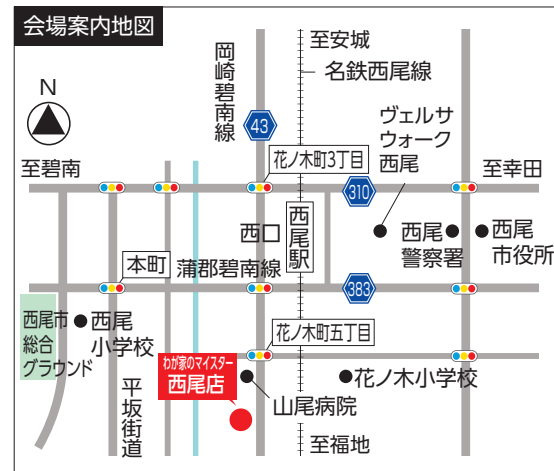 会場案内地図
至安城
岡崎碧南線
名鉄西尾線
N
43
ヴェルサ
ウォーク
西尾
至碧南
花ノ木町3丁目
至幸田
310
西口
西尾駅
西尾
警察署
西尾
市役所
本町
蒲郡碧南線
383
西尾市
総合
グラウンド
西尾
小学校
花ノ木町五丁目
わが家のマイスター
西尾店
花ノ木小学校
山尾病院
平坂街道
至福地